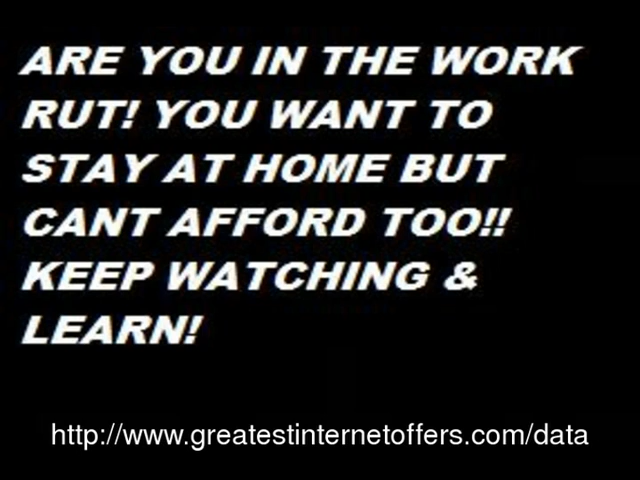 ARE YOU IN THE WORK
RUT! YOU WANT TO
STAY AT HOME BUT
CANT AFFORD TOO!!
KEEP WATCHING &
LEARN!
http://www.greatestinternetoffers.com/data